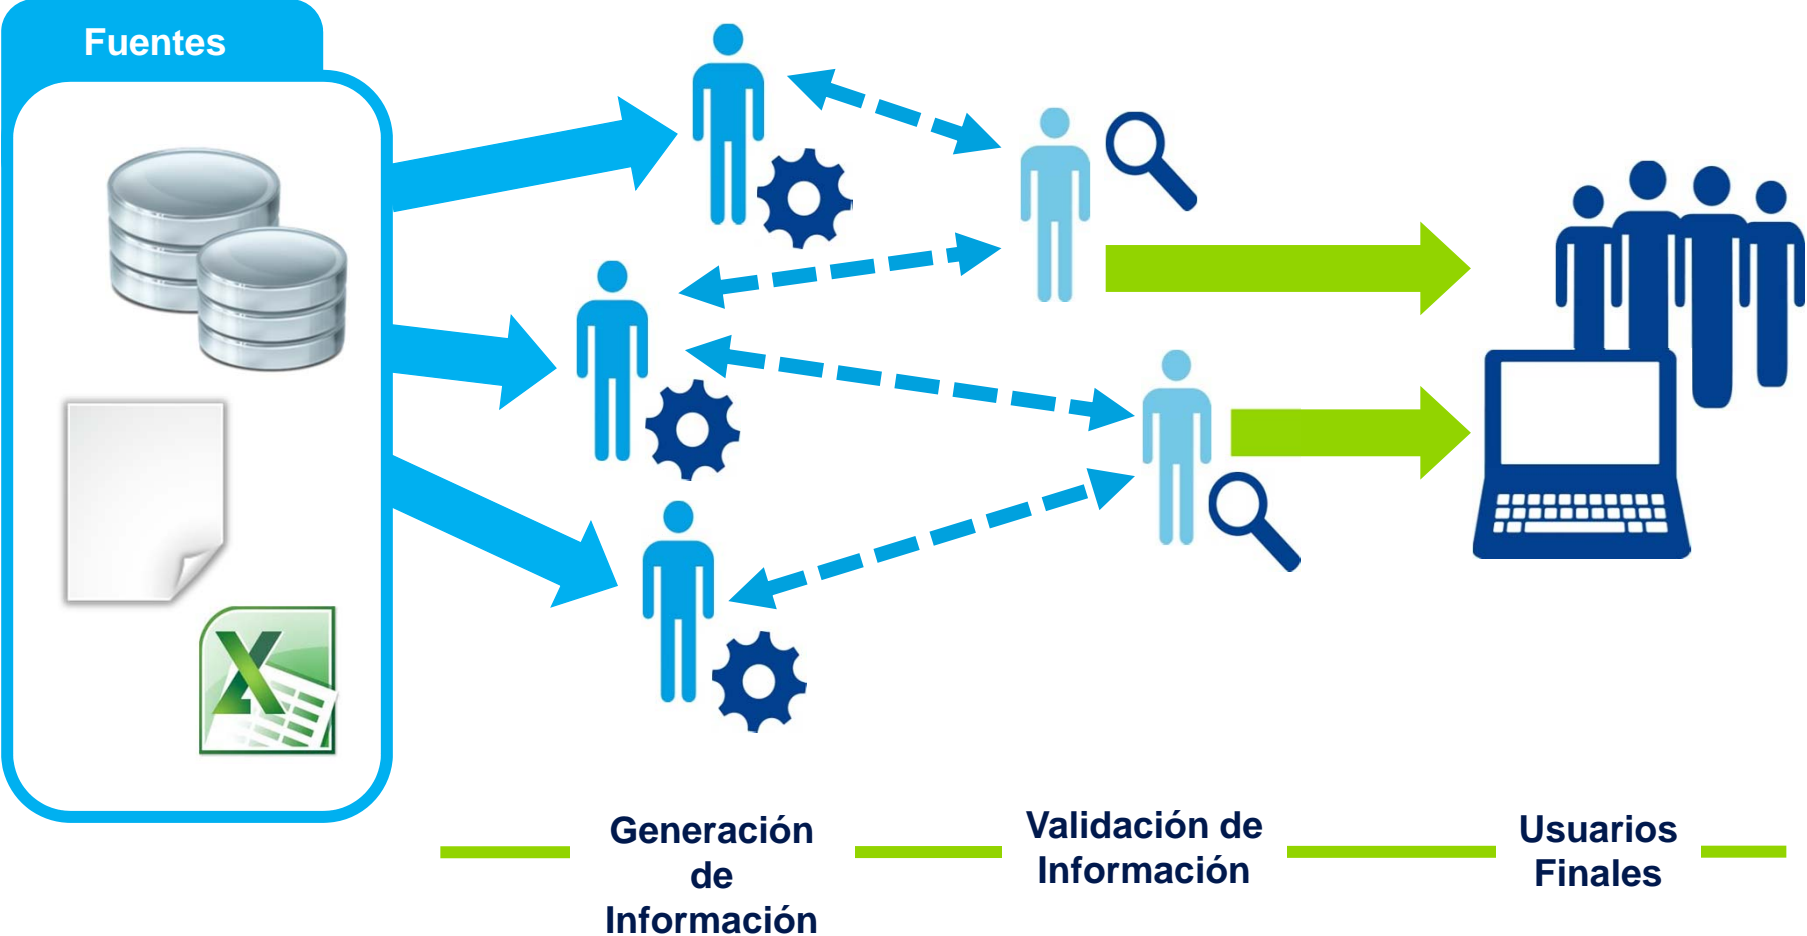 Fuentes
Generación
de
Información
Validación de
Información
Usuarios
Finales